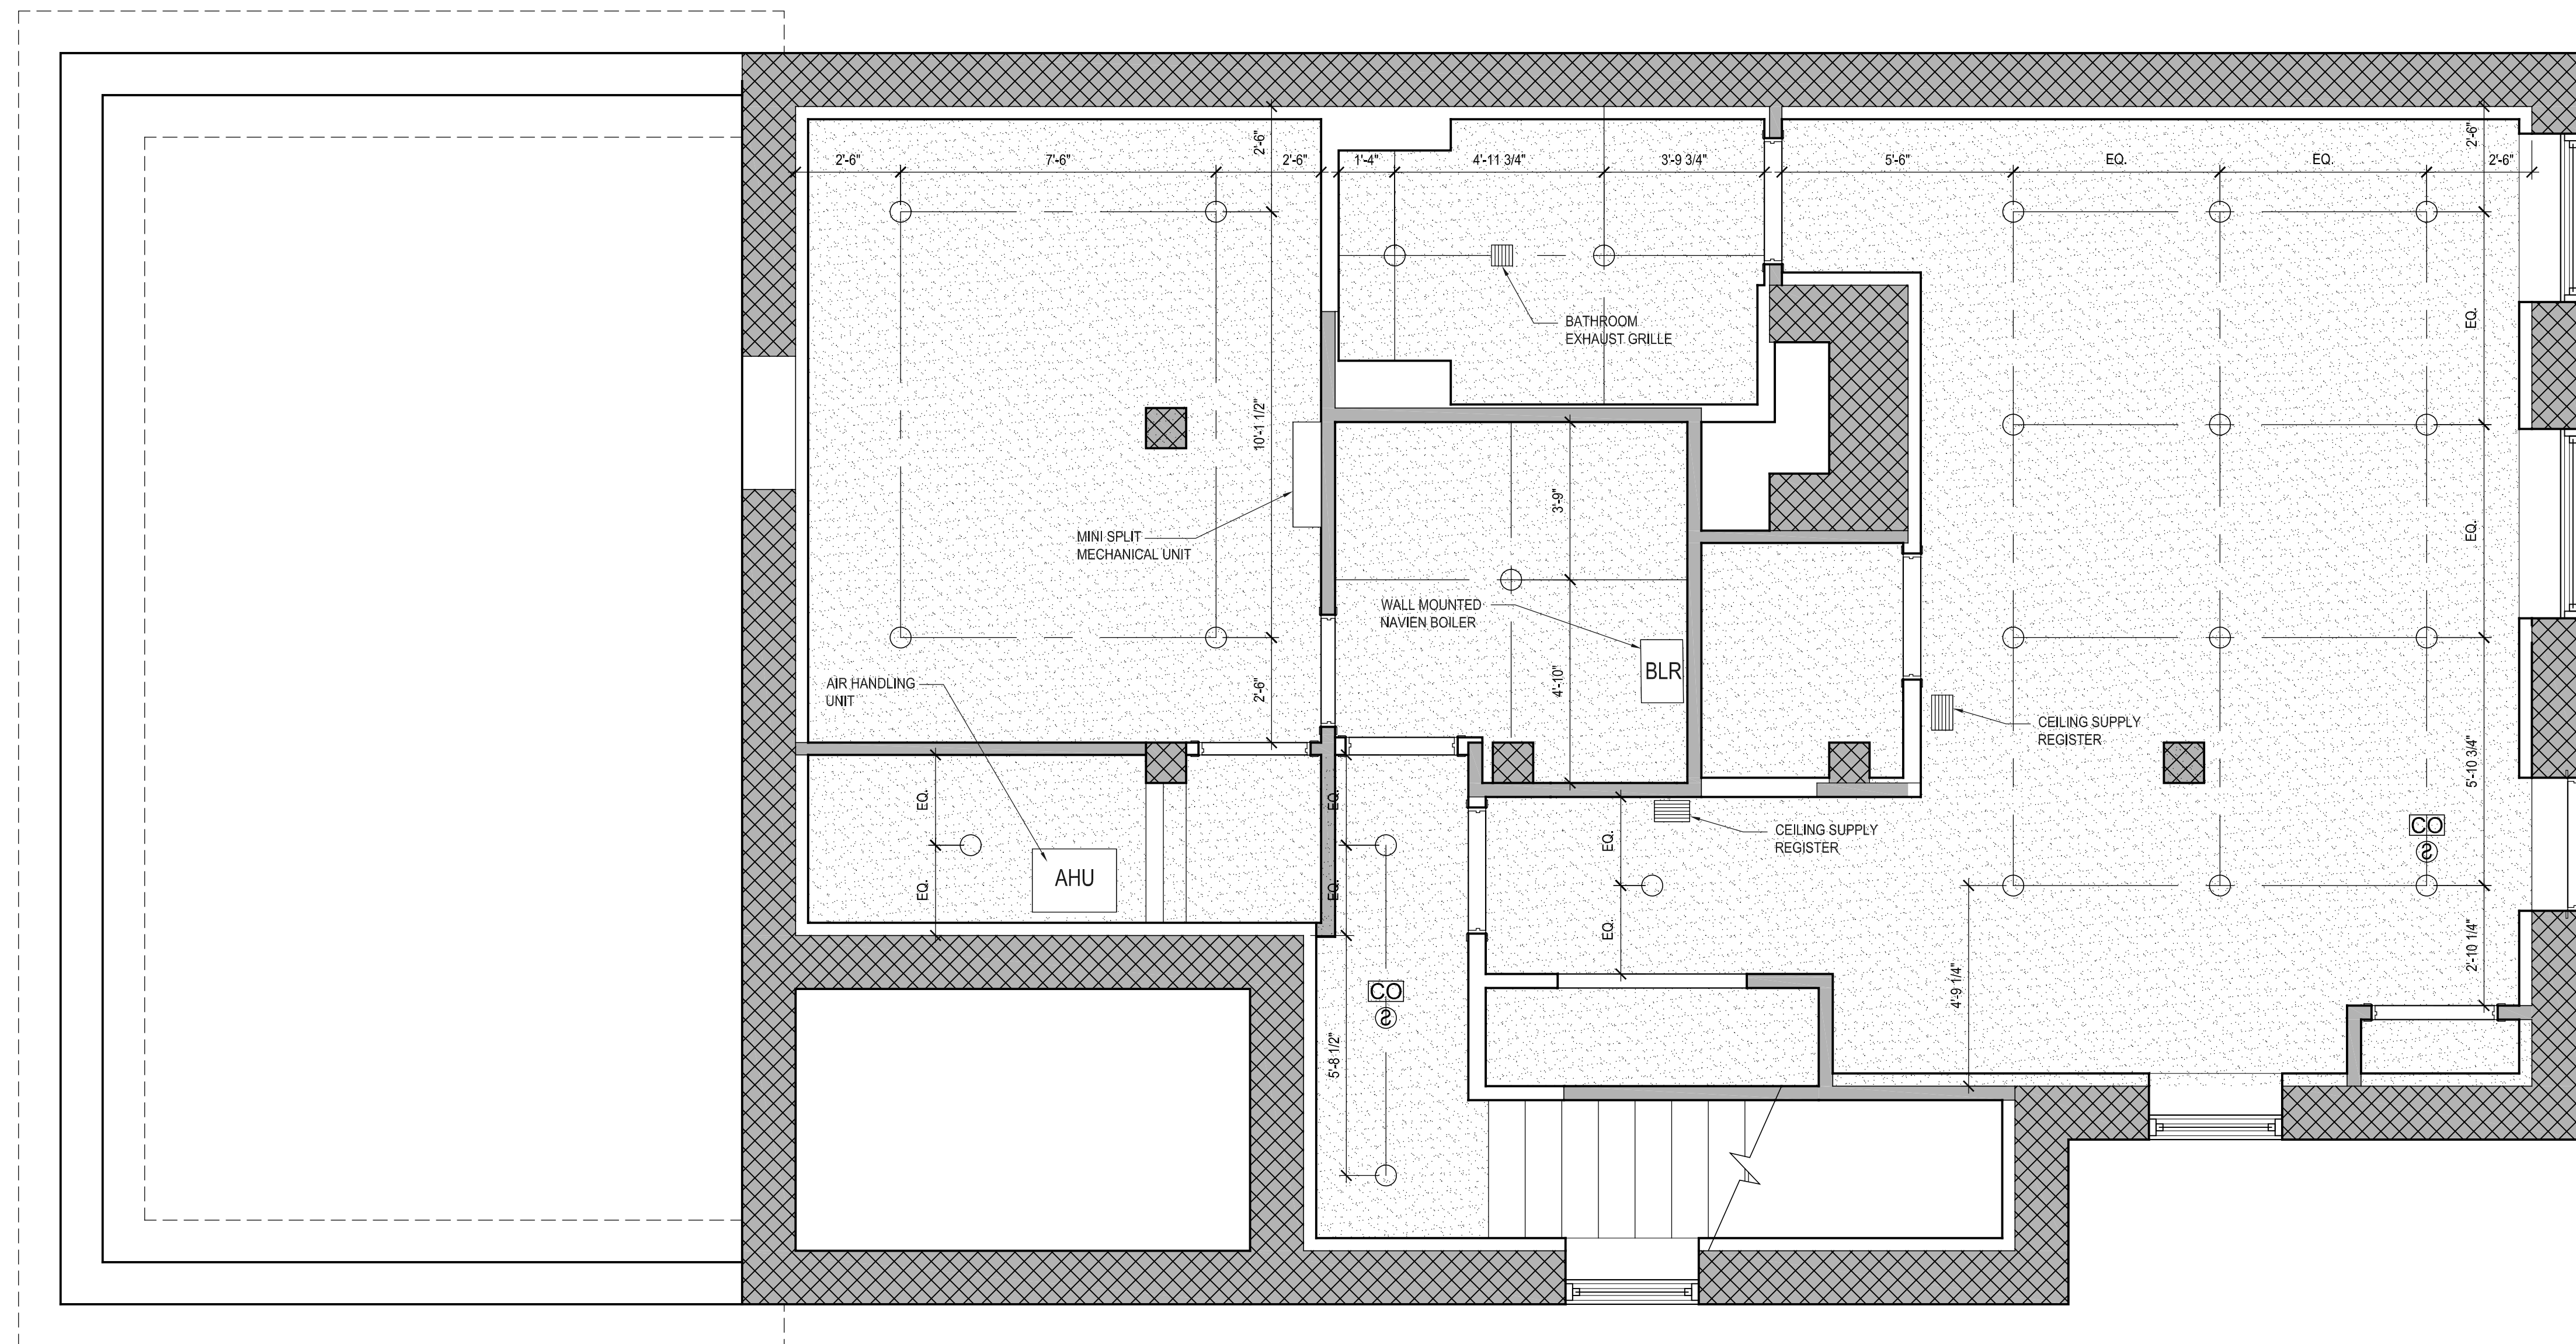 2'-6"
7'-6"
2'-6"
2'-6"
1'-4"
4'-11 3/4"
3'-9 3/4"
5'-6"
EQ.
EQ.
2'-6"
2'-6"
BATHROOM
EXHAUST GRILLE
EQ.
10'-1 1/2"
3'-9"
EQ.
MINI SPLIT
MECHANICAL UNIT
WALL MOUNTED
NAVIEN BOILER
BLR
4'-10"
AIR HANDLING
UNIT
2'-6"
CEILING SUPPLY
REGISTER
5'-10 3/4"
EQ.
EQ.
EQ.
CEILING SUPPLY
REGISTER
CO
S
AHU
EQ.
EQ.
EQ.
2'-10 1/4"
4'-9 1/4"
CO
S
5'-8 1/2"